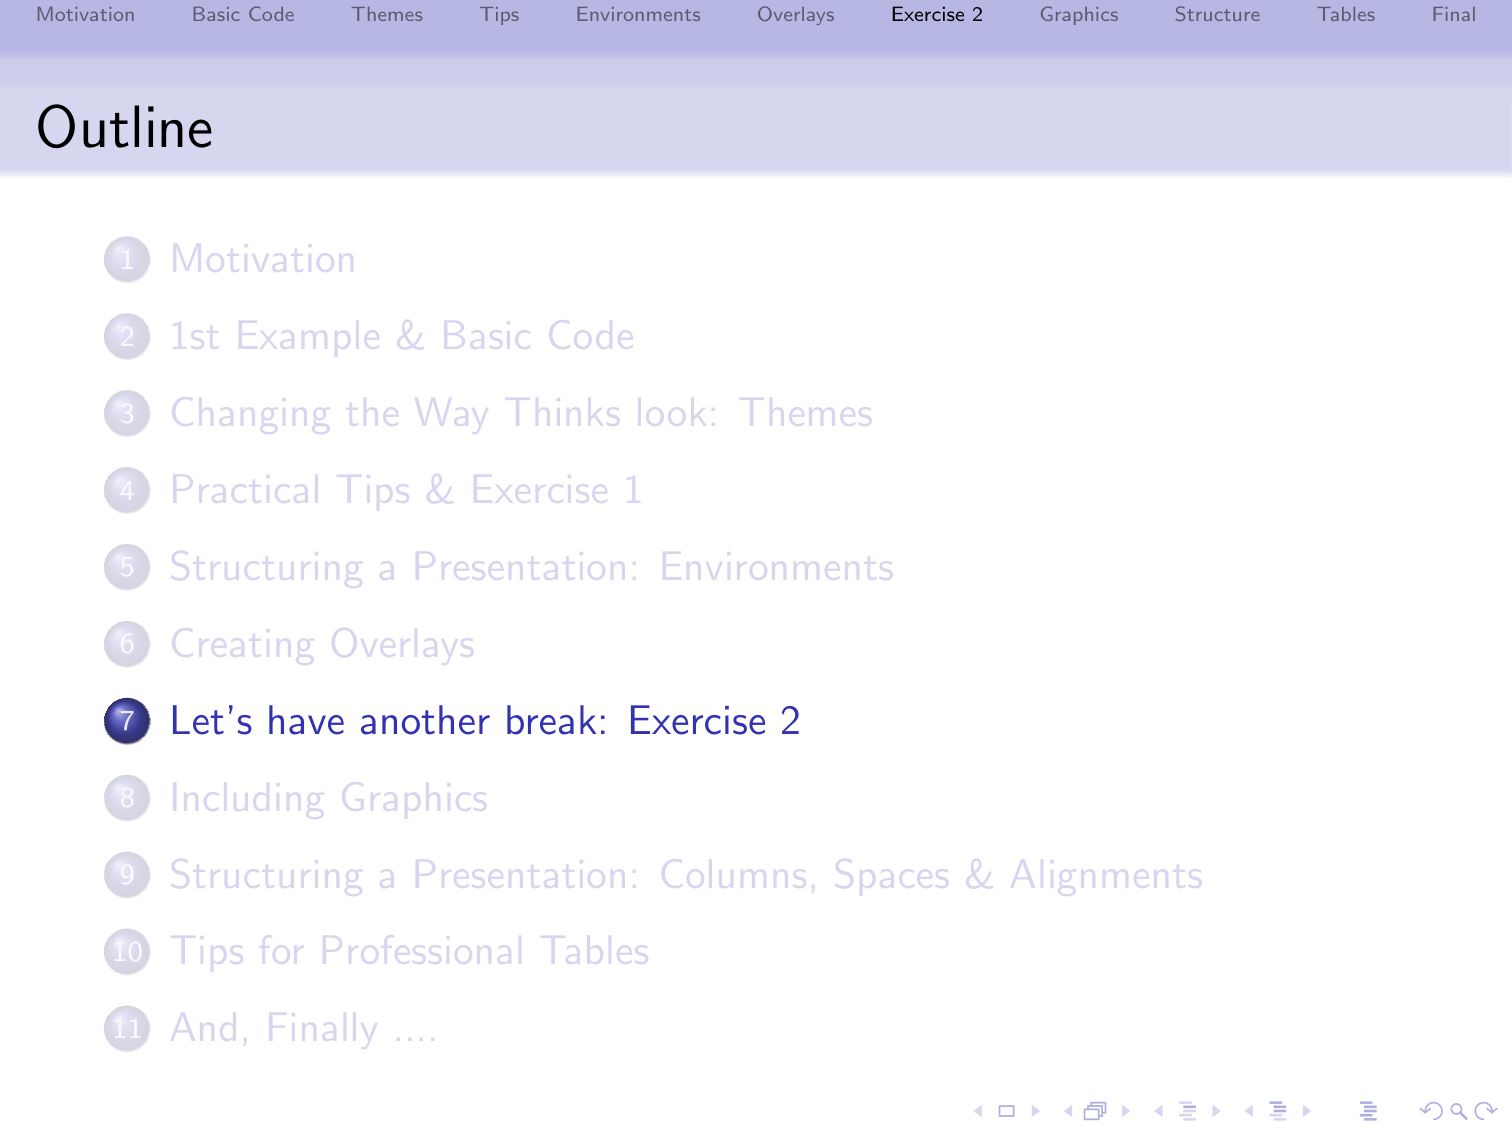 Motivation Basic Code Themes Tips Environments Overlays Exercise 2 Graphics Structure Tables Final
Outline
1 Motivation
2 1st Example & Basic Code
3 Changing the Way Thinks look: Themes
4 Practical Tips & Exercise 1
5 Structuring a Presentation: Environments
6 Creating Overlays
7 Let's have another break: Exercise 2
8 Including Graphics
9 Structuring a Presentation: Columns, Spaces & Alignments
10 Tips for Professional Tables
11 And, Finally ....